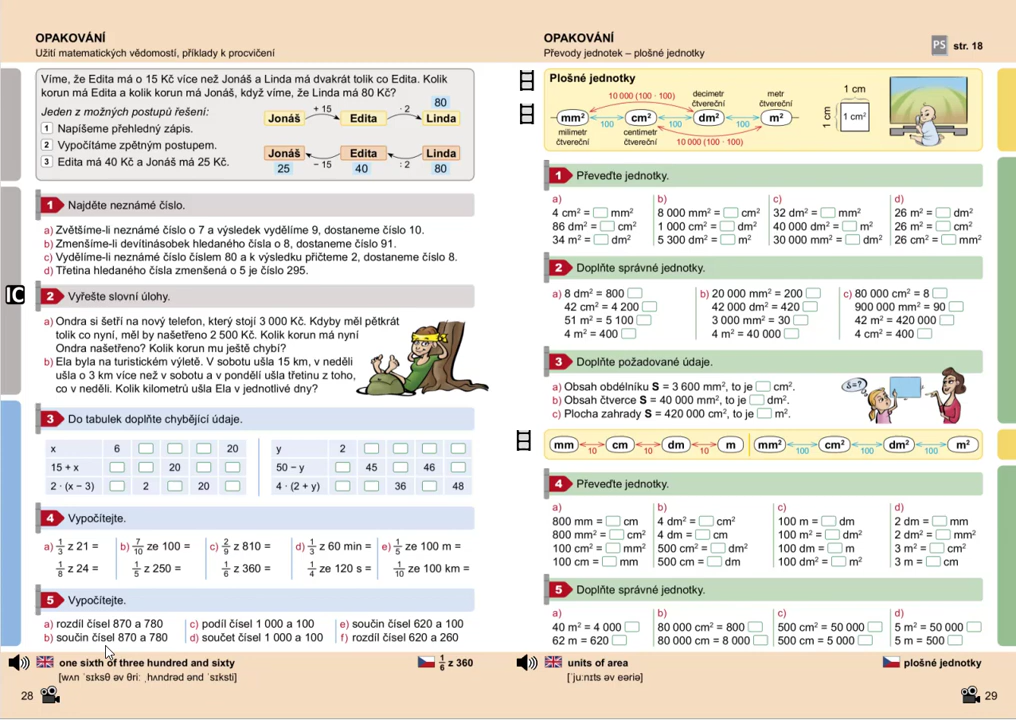 OPAKOVÁNÍ
Užití matematických vědomostí, příklady k procvičení
Víme, že Edita má o 15 Kč více než Jonáš a Linda má dvakrát tolik co Edita. Kolik
korun má Edita a kolik korun má Jonáš, když víme, že Linda má 80 Kč?
Jeden z možných postupů řešení:
1 Napíšeme přehledný zápis.
2 Vypočítáme zpětným postupem.
3 Edita má 40 Kč a Jonáš má 25 Kč.
80
+ 15 · 2
Jonáš Edita Linda
Jonáš Edita Linda
− 15 : 2
25 40 80
1 Najděte neznámé číslo.
a) Zvětšíme-li neznámé číslo o 7 a výsledek vydělíme 9, dostaneme číslo 10.
b) Zmenšíme-li devítinásobek hledaného čísla o 8, dostaneme číslo 91.
c) Vydělíme-li neznámé číslo číslem 80 a k výsledku přičteme 2, dostaneme číslo 8.
d) Třetina hledaného čísla zmenšená o 5 je číslo 295.
IC
2 Vyřešte slovní úlohy.
a) Ondra si šetří na nový telefon, který stojí 3 000 Kč. Kdyby měl pětkrát
tolik co nyní, měl by našetřeno 2 500 Kč. Kolik korun má nyní
Ondra našetřeno? Kolik korun mu ještě chybí?
b) Ela byla na turistickém výletě. V sobotu ušla 15 km, v neděli
ušla o 3 km více než v sobotu a v pondělí ušla třetinu z toho,
co v neděli. Kolik kilometrů ušla Ela v jednotlivé dny?
3 Do tabulek doplňte chybějící údaje.
x 6 20
15 + x 20
2 · (x − 3) 2 20
y 2
50 − y 45 46
4 · (2 + y) 36 48
4 Vypočítejte.
a) 1/3 z 21 = b) 7/10 ze 100 = c) 2/9 z 810 = d) 1/3 z 60 min = e) 1/5 ze 100 m =
1/8 z 24 = 1/5 z 250 = 1/6 z 360 = 1/4 ze 120 s = 1/10 ze 100 km =
5 Vypočítejte.
a) rozdíl čísel 870 a 780 c) podíl čísel 1 000 a 100 e) součin čísel 620 a 100
b) součin čísel 870 a 780 d) součet čísel 1 000 a 100 f) rozdíl čísel 620 a 260
one sixth of three hundred and sixty 1/6 z 360
[wʌn ˈsɪksθ əv θriː ˌhʌndrəd ənd ˈsɪksti]
28
OPAKOVÁNÍ
Převody jednotek – plošné jednotky
PS str. 18
Plošné jednotky
10 000 (100 · 100) decimetr čtvereční metr čtvereční
mm² cm² dm² m²
100 100 100
milimetr čtvereční centimetr čtvereční 10 000 (100 · 100)
1 cm
1 cm 1 cm²
1 Převeďte jednotky.
a) b) c) d)
4 cm² = mm² 8 000 mm² = cm² 32 dm² = mm² 26 m² = dm²
86 dm² = cm² 1 000 cm² = dm² 40 000 dm² = m² 26 m² = cm²
34 m² = dm² 5 300 dm² = m² 30 000 mm² = dm² 26 cm² = mm²
2 Doplňte správné jednotky.
a) 8 dm² = 800 b) 20 000 mm² = 200 c) 80 000 cm² = 8
42 cm² = 4 200 42 000 dm² = 420 900 000 mm² = 90
51 m² = 5 100 3 000 mm² = 30 42 m² = 420 000
4 m² = 400 4 m² = 40 000 4 cm² = 400
3 Doplňte požadované údaje.
a) Obsah obdélníku S = 3 600 mm², to je cm².
b) Obsah čtverce S = 40 000 mm², to je dm².
c) Plocha zahrady S = 420 000 cm², to je m².
S=?
mm cm dm m mm² cm² dm² m²
10 10 10 100 100 100
4 Převeďte jednotky.
a) b) c) d)
800 mm = cm 4 dm² = cm² 100 m = dm 2 dm = mm
800 mm² = cm² 4 dm = cm 100 m² = dm² 2 dm² = mm²
100 cm² = mm² 500 cm² = dm² 100 dm = m 3 m² = cm²
100 cm = mm 500 cm = dm 100 dm² = m² 3 m = cm
5 Doplňte správné jednotky.
a) b) c) d)
40 m² = 4 000 80 000 cm² = 800 500 cm² = 50 000 5 m² = 50 000
62 m = 620 80 000 cm = 8 000 500 cm = 5 000 5 m = 500
units of area plošné jednotky
[ˈjuːnɪts əv eəriə]
29